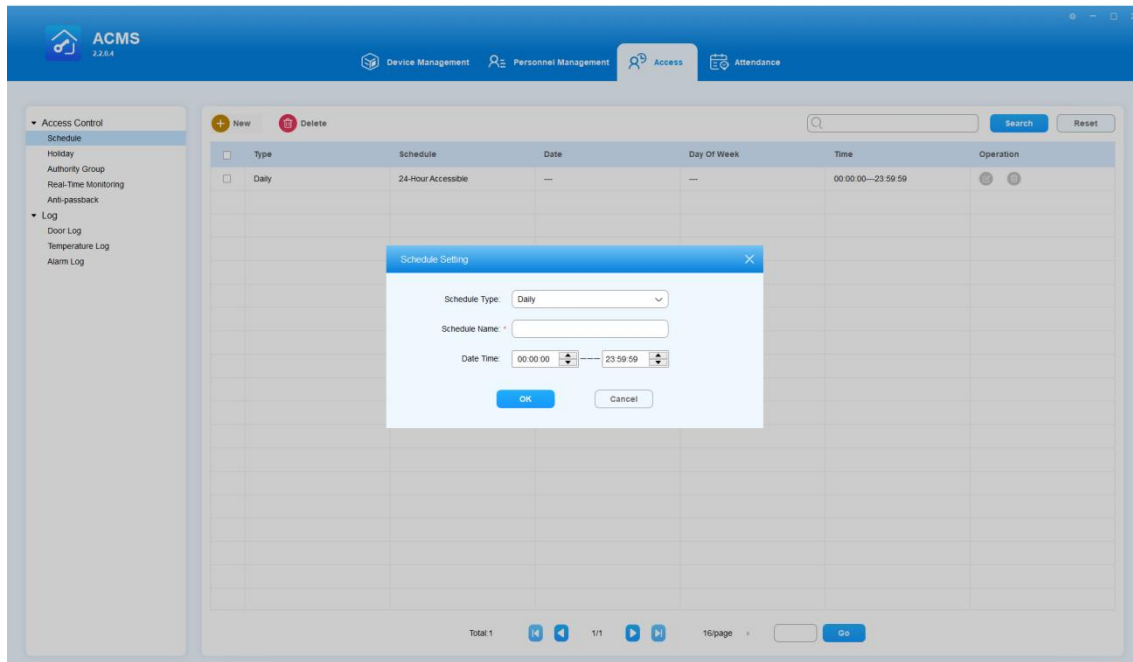 ACMS
2.2.0.4
Device Management Personnel Management Access Attendance
Access Control
Schedule
Holiday
Authority Group
Real-Time Monitoring
Anti-passback
Log
Door Log
Temperature Log
Alarm Log
New Delete Search Reset
Type Schedule Date Day Of Week Time Operation
Daily 24-Hour Accessible --- --- 00:00:00---23:59:59
Schedule Setting
Schedule Type: Daily
Schedule Name: *
Date Time: 00:00:00 ------ 23:59:59
OK Cancel
Total:1 1/1 16/page Go